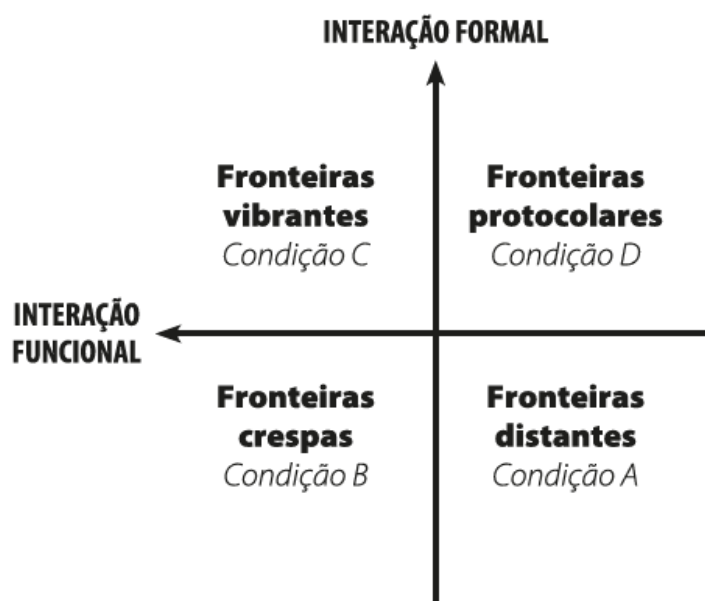 INTERAÇÃO FORMAL
Fronteiras
vibrantes
Condição C
Fronteiras
protocolares
Condição D
INTERAÇÃO
FUNCIONAL
Fronteiras
crespas
Condição B
Fronteiras
distantes
Condição A